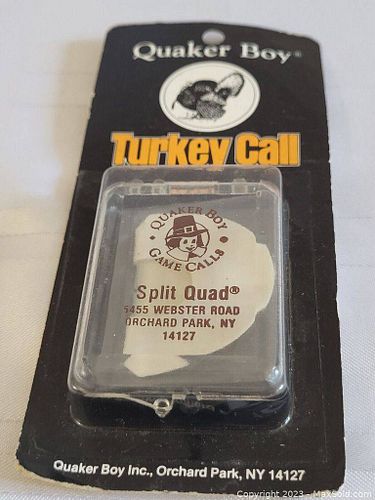 Quaker Boy®
Turkey Call
QUAKER BOY
GAME CALLS
Split Quad®
5455 WEBSTER ROAD
ORCHARD PARK, NY
14127
Quaker Boy Inc., Orchard Park, NY 14127
Copyright 2023 - MaxSold.com